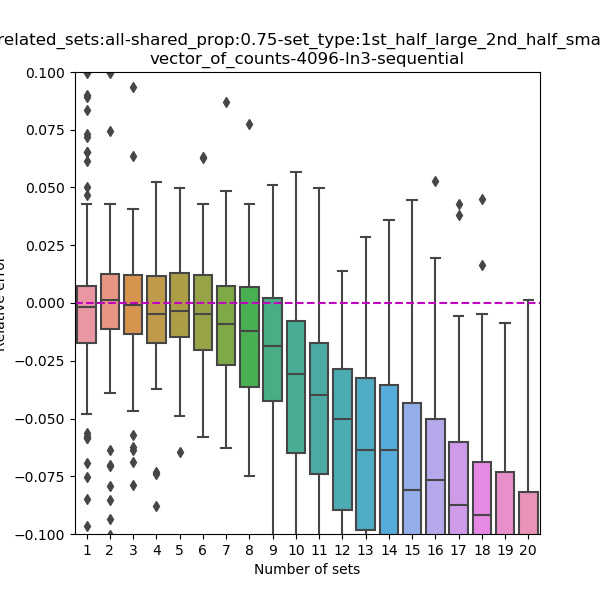 related_sets:all-shared_prop:0.75-set_type:1st_half_large_2nd_half_sma
vector_of_counts-4096-ln3-sequential
0.100
0.075
0.050
0.025
0.000
−0.025
−0.050
−0.075
−0.100
Relative error
1 2 3 4 5 6 7 8 9 10 11 12 13 14 15 16 17 18 19 20
Number of sets